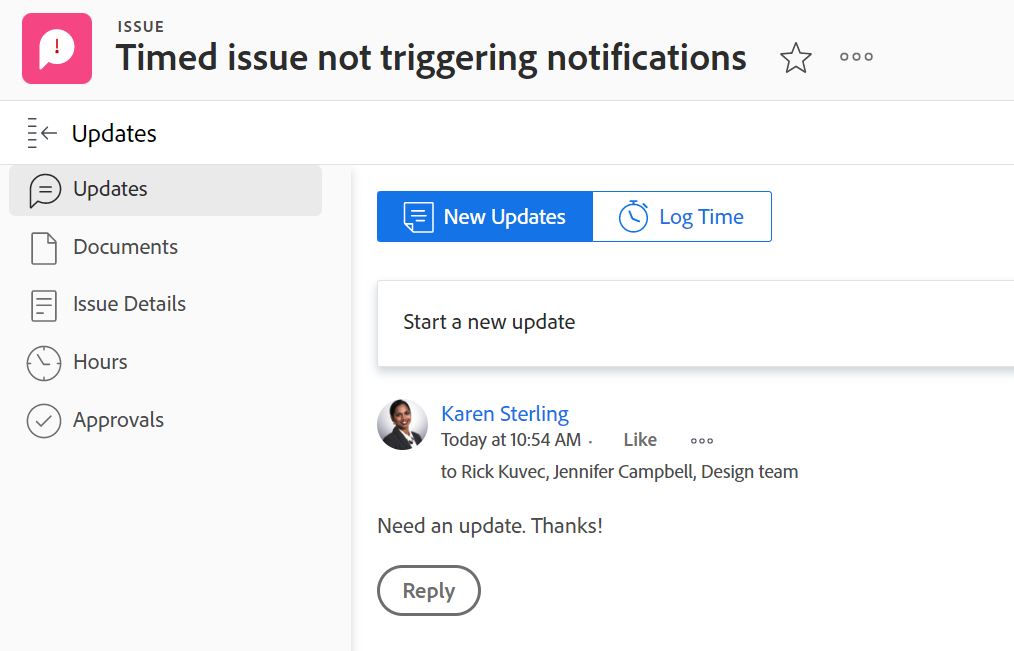 ISSUE
Timed issue not triggering notifications
Updates
Updates
Documents
Issue Details
Hours
Approvals
New Updates
Log Time
Start a new update
Karen Sterling
Today at 10:54 AM · Like
to Rick Kuvec, Jennifer Campbell, Design team
Need an update. Thanks!
Reply